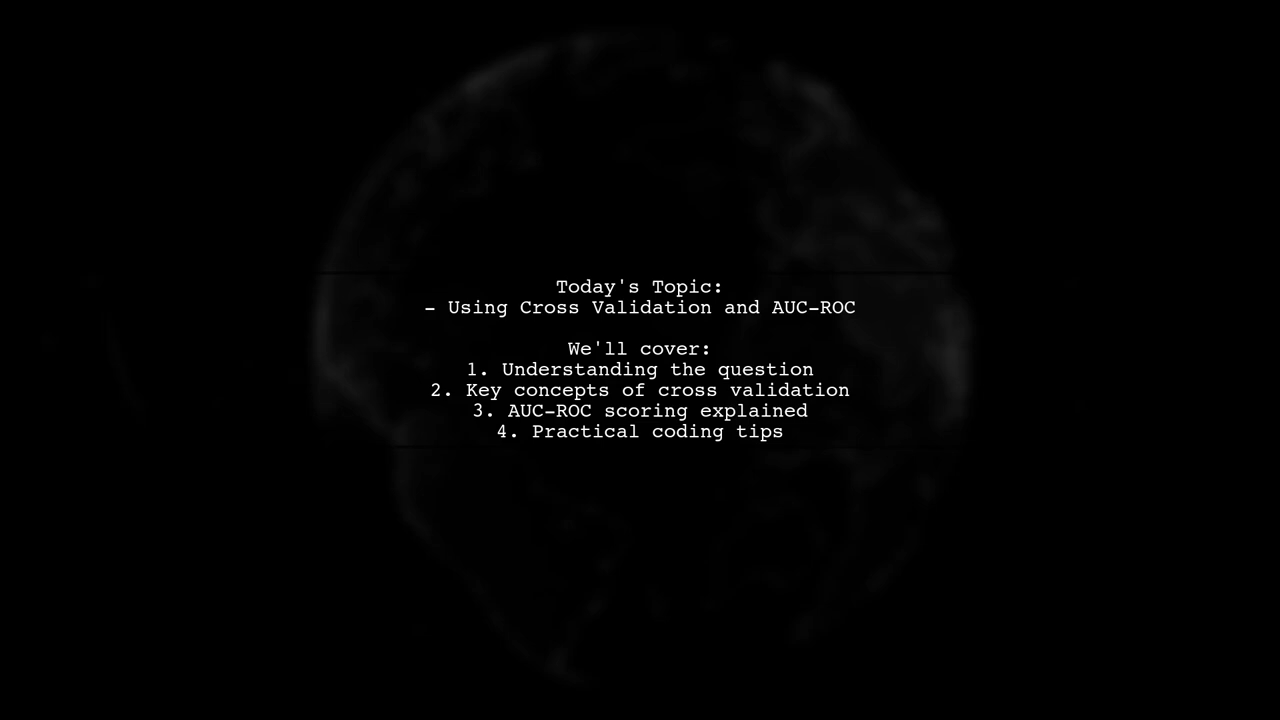 Today's Topic:
- Using Cross Validation and AUC-ROC
We'll cover:
1. Understanding the question
2. Key concepts of cross validation
3. AUC-ROC scoring explained
4. Practical coding tips